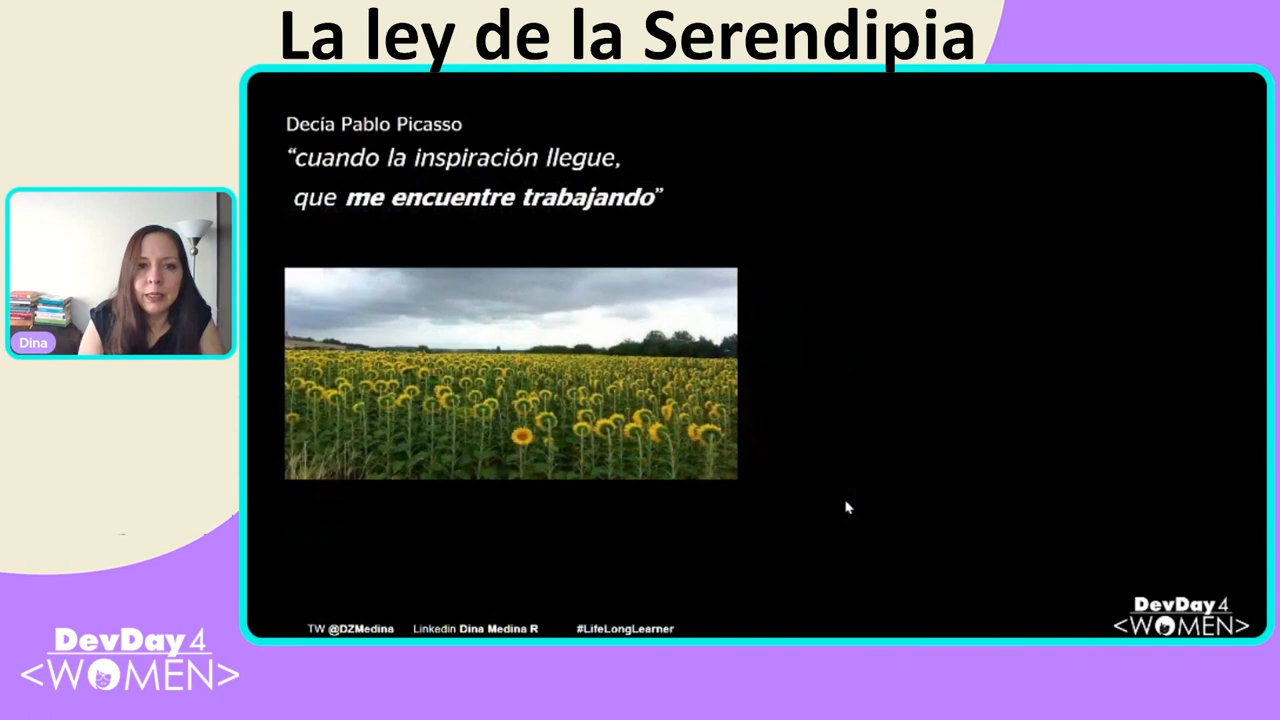 La ley de la Serendipia
Decía Pablo Picasso
“cuando la inspiración llegue,
que me encuentre trabajando”
Dina
TW @DZMedina Linkedin Dina Medina R #LifeLongLearner
DevDay4
<WOMEN>
DevDay4
<WOMEN>